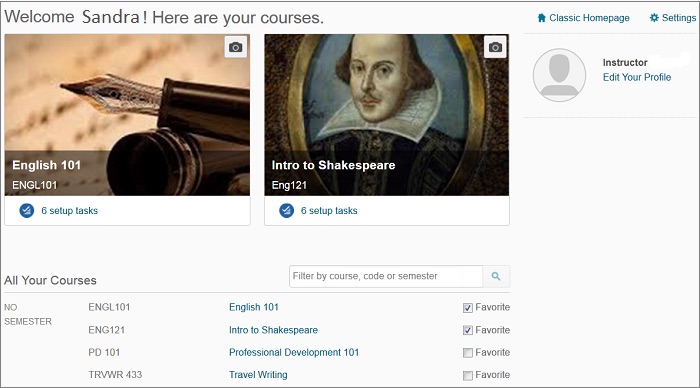 Welcome Sandra! Here are your courses.
Classic Homepage
Settings
Instructor
Edit Your Profile
English 101
ENGL101
6 setup tasks
Intro to Shakespeare
Eng121
6 setup tasks
All Your Courses
Filter by course, code or semester
NO SEMESTER
ENGL101 English 101 Favorite
ENG121 Intro to Shakespeare Favorite
PD 101 Professional Development 101 Favorite
TRVWR 433 Travel Writing Favorite